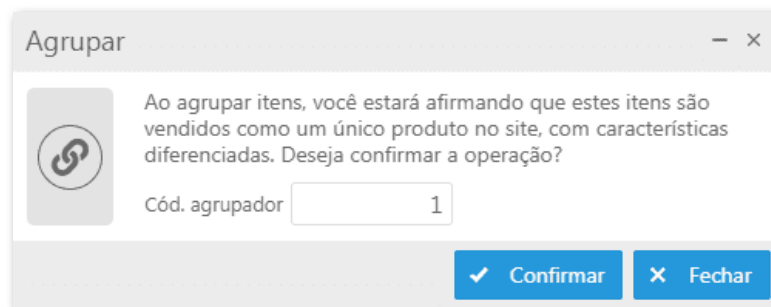 Agrupar
Ao agrupar itens, você estará afirmando que estes itens são
vendidos como um único produto no site, com características
diferenciadas. Deseja confirmar a operação?
Cód. agrupador 1
Confirmar Fechar